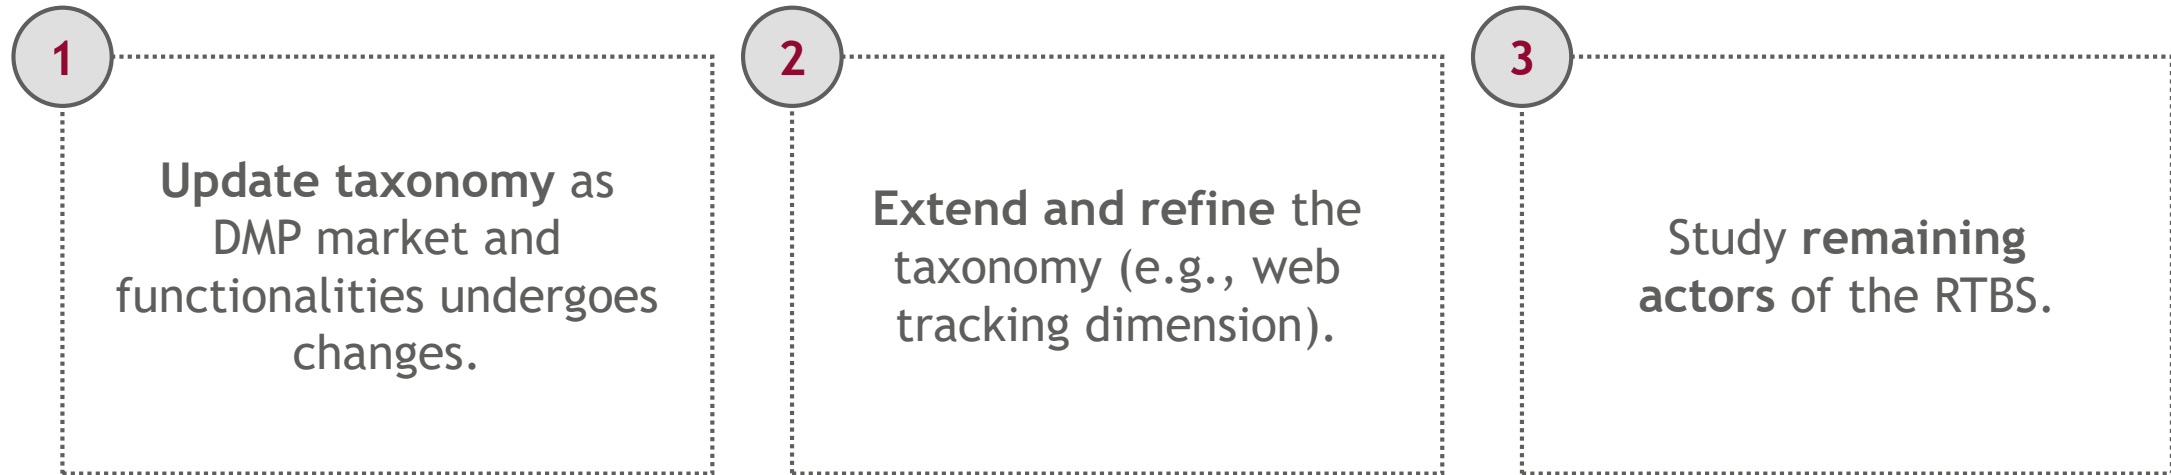 1
Update taxonomy as
DMP market and
functionalities undergoes
changes.
2
Extend and refine the
taxonomy (e.g., web
tracking dimension).
3
Study remaining
actors of the RTBS.